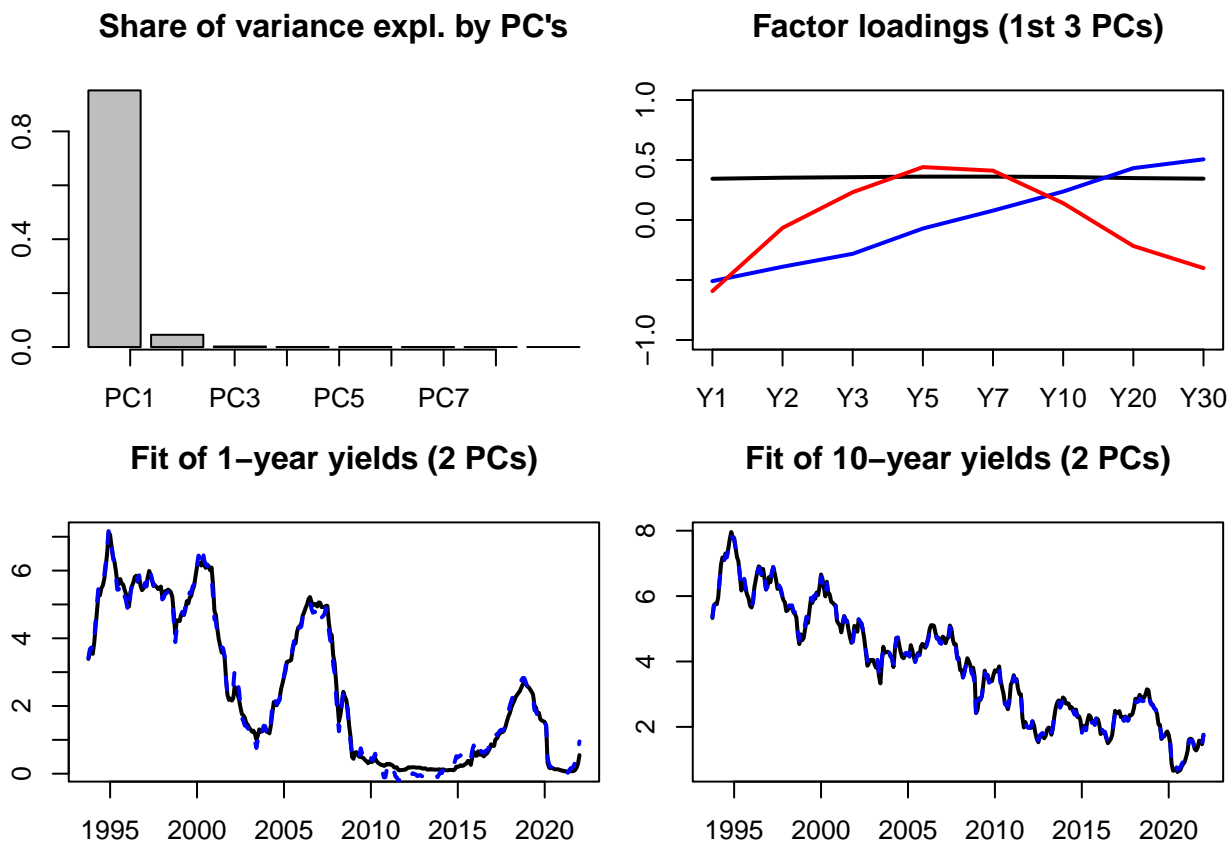 Share of variance expl. by PC's
0.8
0.4
0.0
PC1 PC3 PC5 PC7
Factor loadings (1st 3 PCs)
1.0
0.5
0.0
−1.0
Y1 Y2 Y3 Y5 Y7 Y10 Y20 Y30
Fit of 1−year yields (2 PCs)
6
4
2
0
1995 2000 2005 2010 2015 2020
Fit of 10−year yields (2 PCs)
8
6
4
2
1995 2000 2005 2010 2015 2020